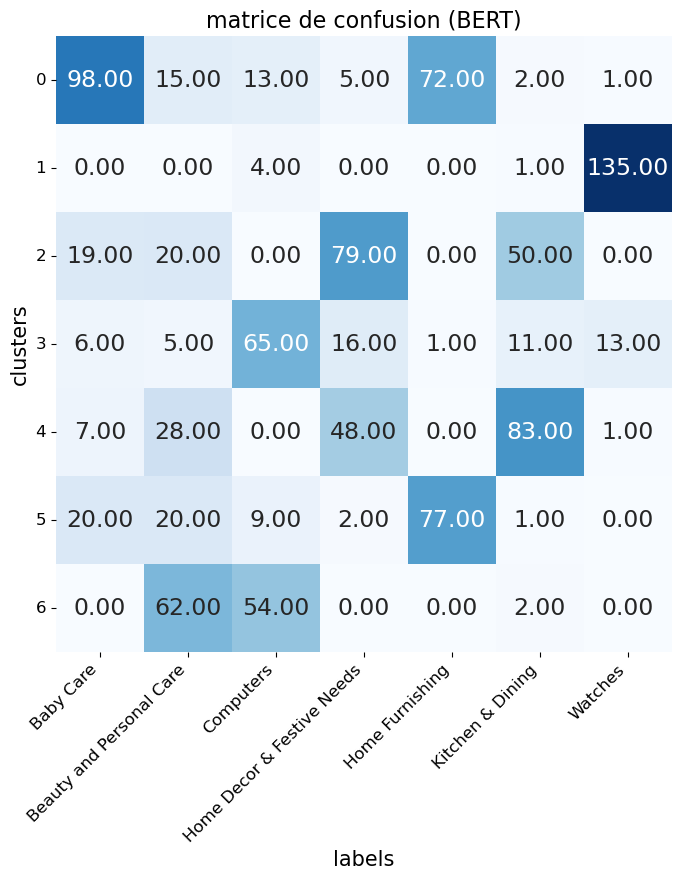 matrice de confusion (BERT)
clusters
0 98.00 15.00 13.00 5.00 72.00 2.00 1.00
1 0.00 0.00 4.00 0.00 0.00 1.00 135.00
2 19.00 20.00 0.00 79.00 0.00 50.00 0.00
3 6.00 5.00 65.00 16.00 1.00 11.00 13.00
4 7.00 28.00 0.00 48.00 0.00 83.00 1.00
5 20.00 20.00 9.00 2.00 77.00 1.00 0.00
6 0.00 62.00 54.00 0.00 0.00 2.00 0.00
Baby Care
Beauty and Personal Care
Computers
Home Decor & Festive Needs
Home Furnishing
Kitchen & Dining
Watches
labels